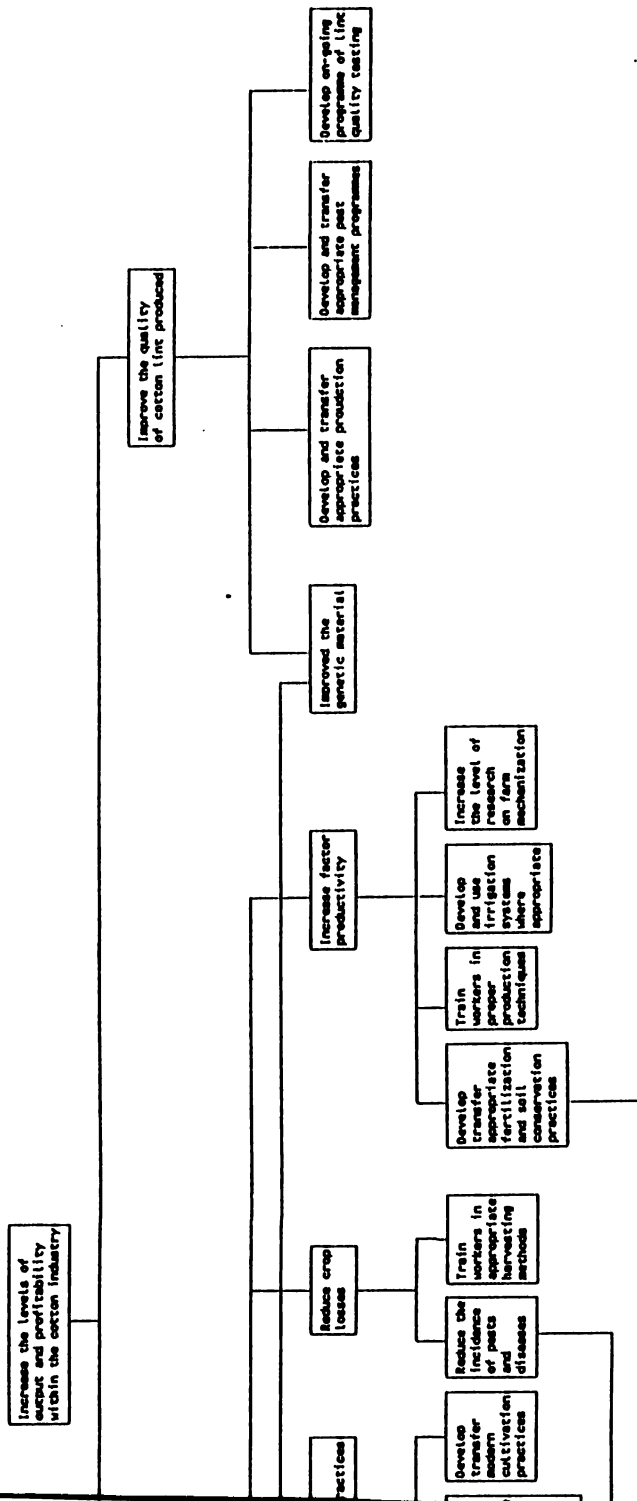 Increase the levels of
output and profitability
within the cotton industry
Improve the quality
of cotton lint produced
ractices
Reduce crop
losses
Increase factor
productivity
Improved the
genetic material
Develop and transfer
appropriate proudction
practices
Develop and transfer
appropriate pest
management programmes
Develop on-going
programme of lint
quality testing
Develop
transfer
modern
cultivation
practices
Reduce the
incidence
of pests
and
diseases
Train
workers in
appropriate
harvesting
methods
Develop
transfer
appropriate
fertilization
and soil
conservation
practices
Train
workers in
proper
production
techniques
Develop
and use
irrigation
systems
where
appropriate
Increase
the level of
research
on farm
mechanization